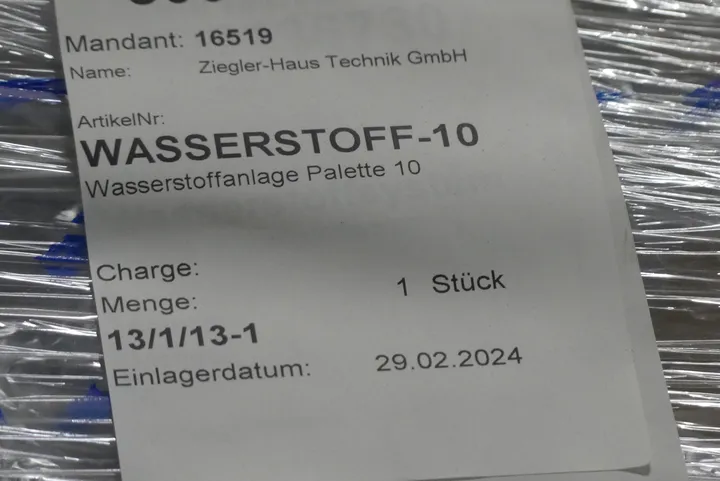 Mandant: 16519
Name: Ziegler-Haus Technik GmbH
ArtikelNr:
WASSERSTOFF-10
Wasserstoffanlage Palette 10
Charge:
Menge: 1 Stück
13/1/13-1
Einlagerdatum: 29.02.2024